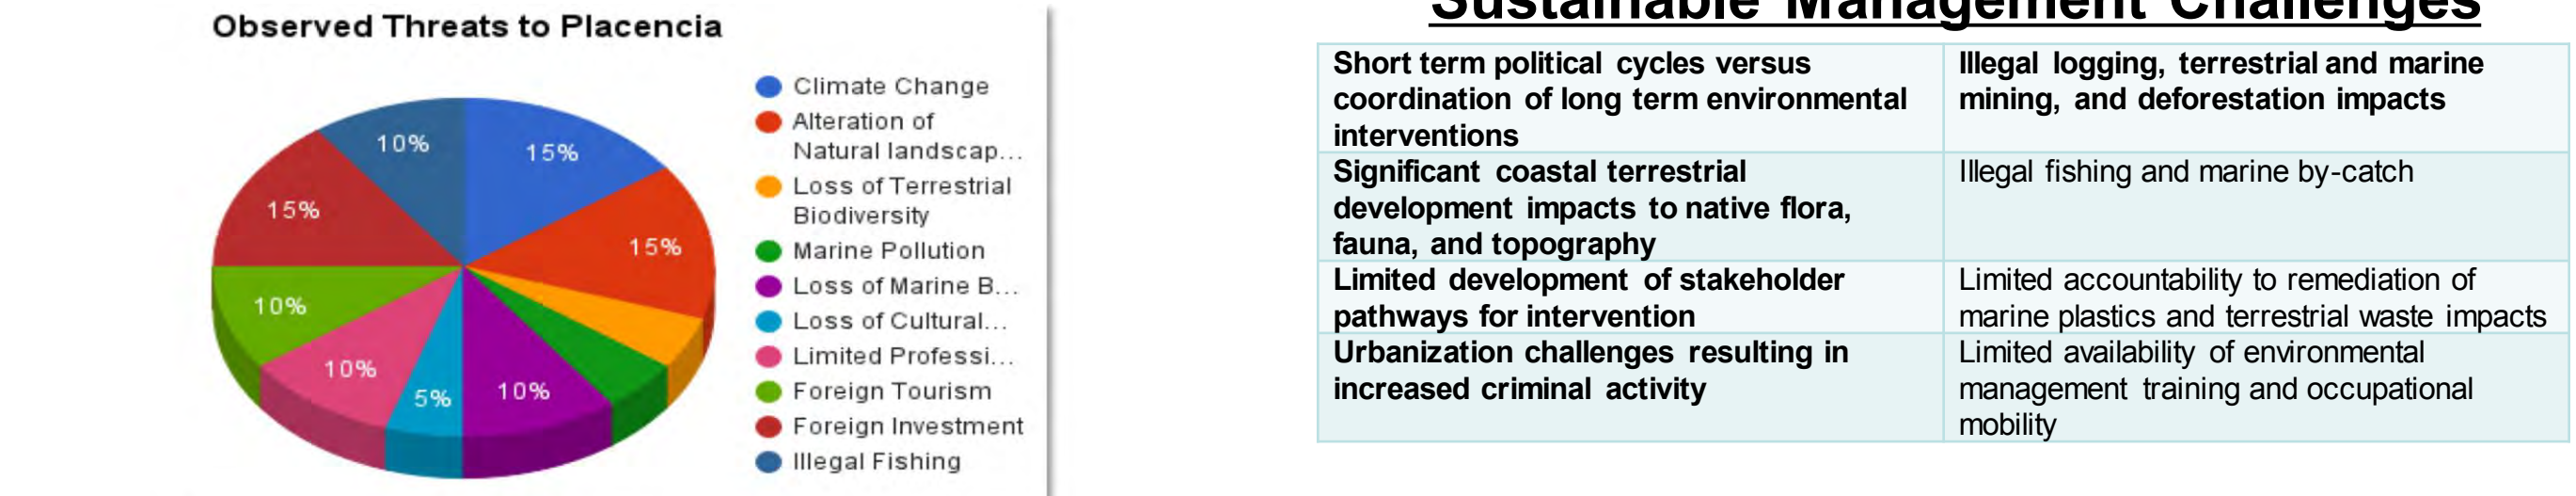 Observed Threats to Placencia
10%
15%
15%
15%
10%
10%
5%
10%
Climate Change
Alteration of
Natural landscap...
Loss of Terrestrial
Biodiversity
Marine Pollution
Loss of Marine B...
Loss of Cultural...
Limited Professi...
Foreign Tourism
Foreign Investment
Illegal Fishing
Sustainable Management Challenges
Short term political cycles versus
coordination of long term environmental
interventions
Illegal logging, terrestrial and marine
mining, and deforestation impacts
Significant coastal terrestrial
development impacts to native flora,
fauna, and topography
Illegal fishing and marine by-catch
Limited development of stakeholder
pathways for intervention
Limited accountability to remediation of
marine plastics and terrestrial waste impacts
Urbanization challenges resulting in
increased criminal activity
Limited availability of environmental
management training and occupational
mobility